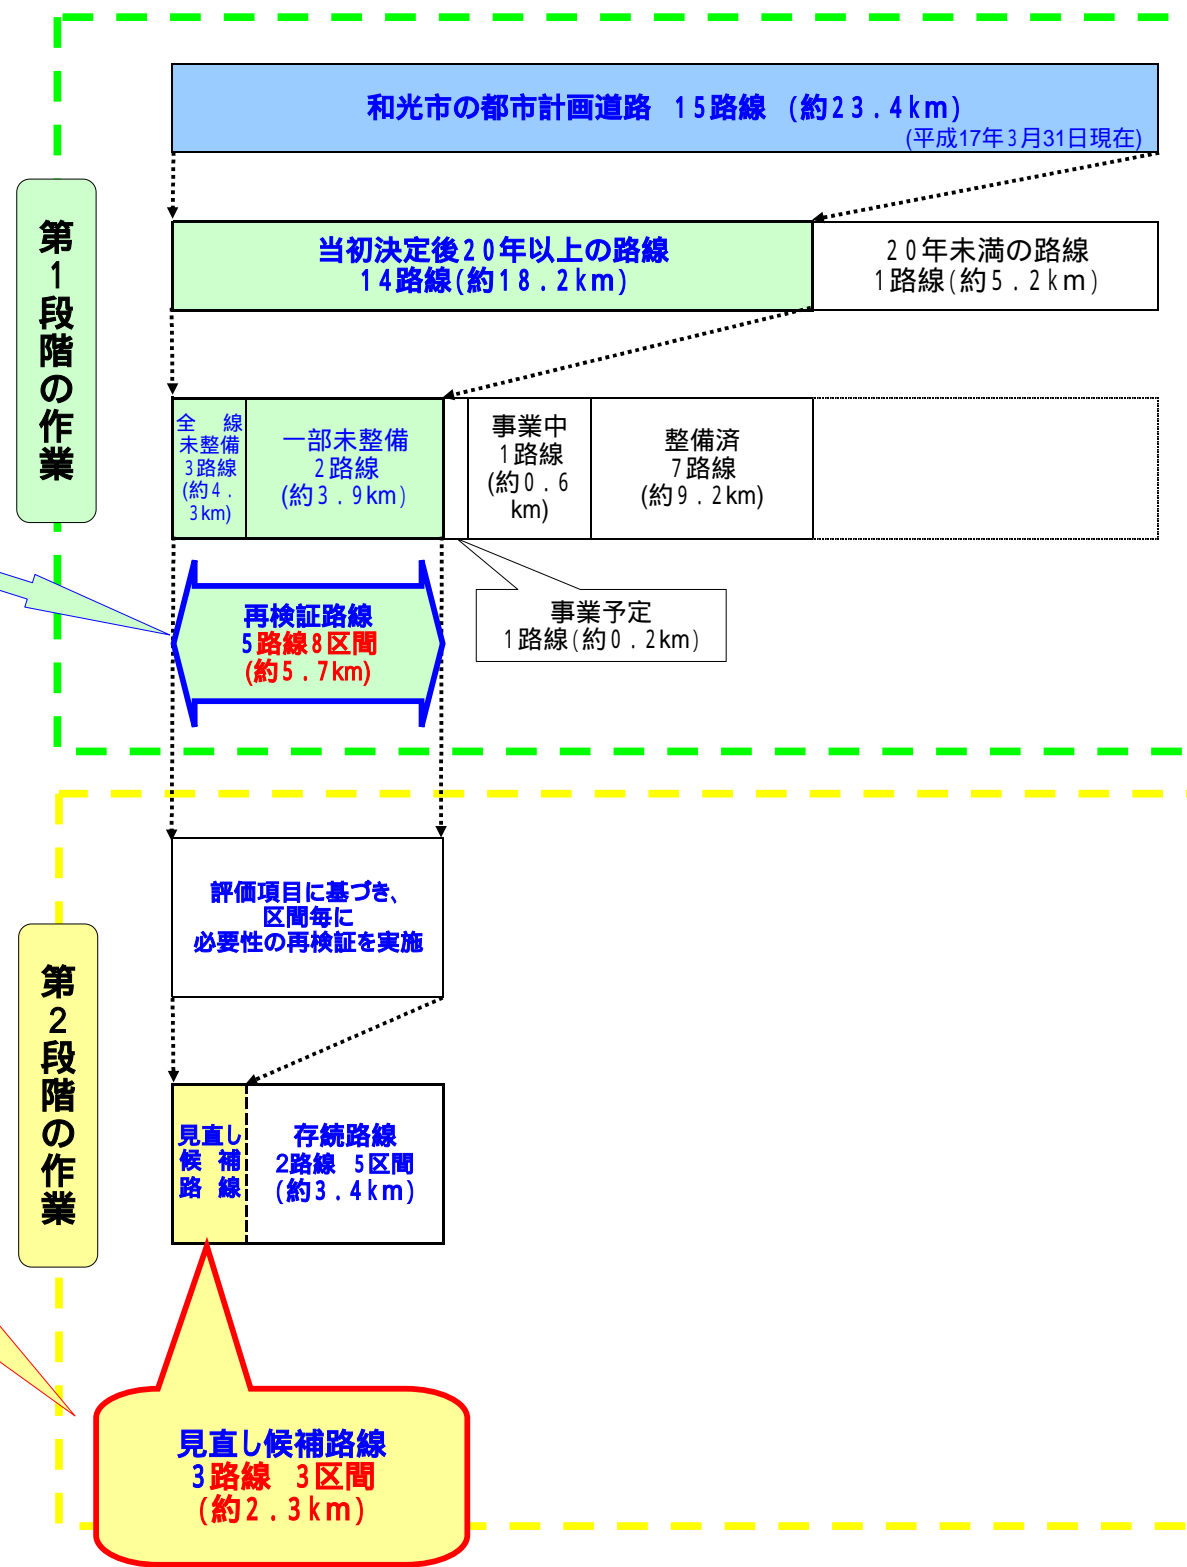 和光市の都市計画道路 15路線 (約23.4km)
(平成17年3月31日現在)
第1段階の作業
当初決定後20年以上の路線
14路線(約18.2km)
20年未満の路線
1路線(約5.2km)
全 線
未整備
3路線
(約4.
3km)
一部未整備
2路線
(約3.9km)
事業中
1路線
(約0.6
km)
整備済
7路線
(約9.2km)
再検証路線
5路線8区間
(約5.7km)
事業予定
1路線(約0.2km)
第2段階の作業
評価項目に基づき、
区間毎に
必要性の再検証を実施
見直し
候 補
路 線
存続路線
2路線 5区間
(約3.4km)
見直し候補路線
3路線 3区間
(約2.3km)